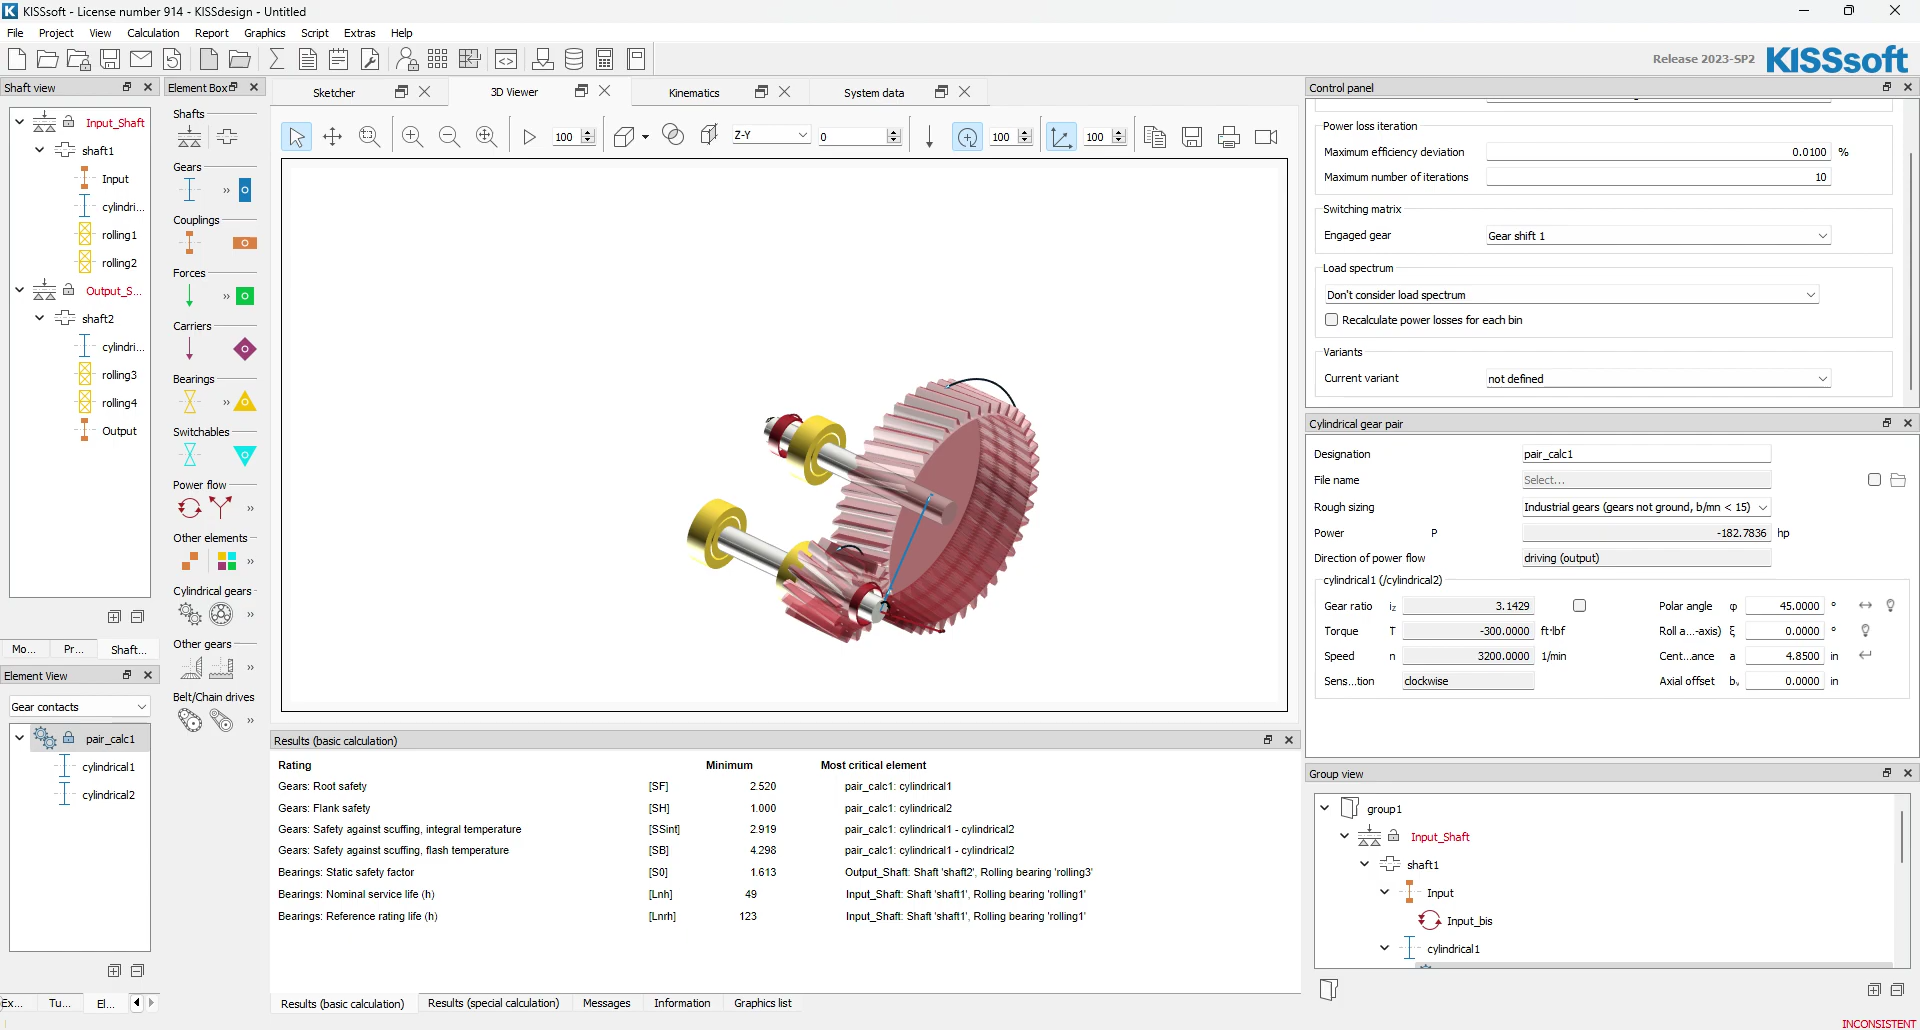 KISSsoft - License number 914 - KISSdesign - Untitled
File Project View Calculation Report Graphics Script Extras Help
Release 2023-SP2 KISSsoft
Shaft view
Input_Shaft
shaft1
Input
cylindri...
rolling1
rolling2
Output_S...
shaft2
cylindri...
rolling3
rolling4
Output
Mo... Pr... Shaft...
Element View
Gear contacts
pair_calc1
cylindrical1
cylindrical2
Ex... Tu... El...
Element Box
Shafts
Gears
»
Couplings
Forces
»
Carriers
Bearings
»
Switchables
Power flow
»
Other elements
»
Cylindrical gears
»
Other gears
»
Belt/Chain drives
»
Sketcher 3D Viewer Kinematics System data
100 Z-Y 0 100 100
Results (basic calculation)
Rating Minimum Most critical element
Gears: Root safety [SF] 2.520 pair_calc1: cylindrical1
Gears: Flank safety [SH] 1.000 pair_calc1: cylindrical2
Gears: Safety against scuffing, integral temperature [SSint] 2.919 pair_calc1: cylindrical1 - cylindrical2
Gears: Safety against scuffing, flash temperature [SB] 4.298 pair_calc1: cylindrical1 - cylindrical2
Bearings: Static safety factor [S0] 1.613 Output_Shaft: Shaft 'shaft2', Rolling bearing 'rolling3'
Bearings: Nominal service life (h) [Lnh] 49 Input_Shaft: Shaft 'shaft1', Rolling bearing 'rolling1'
Bearings: Reference rating life (h) [Lnrh] 123 Input_Shaft: Shaft 'shaft1', Rolling bearing 'rolling1'
Results (basic calculation) Results (special calculation) Messages Information Graphics list
Control panel
Power loss iteration
Maximum efficiency deviation 0.0100 %
Maximum number of iterations 10
Switching matrix
Engaged gear Gear shift 1
Load spectrum
Don't consider load spectrum
Recalculate power losses for each bin
Variants
Current variant not defined
Cylindrical gear pair
Designation pair_calc1
File name Select...
Rough sizing Industrial gears (gears not ground, b/mn < 15)
Power P -182.7836 hp
Direction of power flow driving (output)
cylindrical1 (/cylindrical2)
Gear ratio iz 3.1429 Polar angle φ 45.0000 °
Torque T -300.0000 ft·lbf Roll a...-axis) ξ 0.0000 °
Speed n 3200.0000 1/min Cent...ance a 4.8500 in
Sens...tion clockwise Axial offset bv 0.0000 in
Group view
group1
Input_Shaft
shaft1
Input
Input_bis
cylindrical1
INCONSISTENT